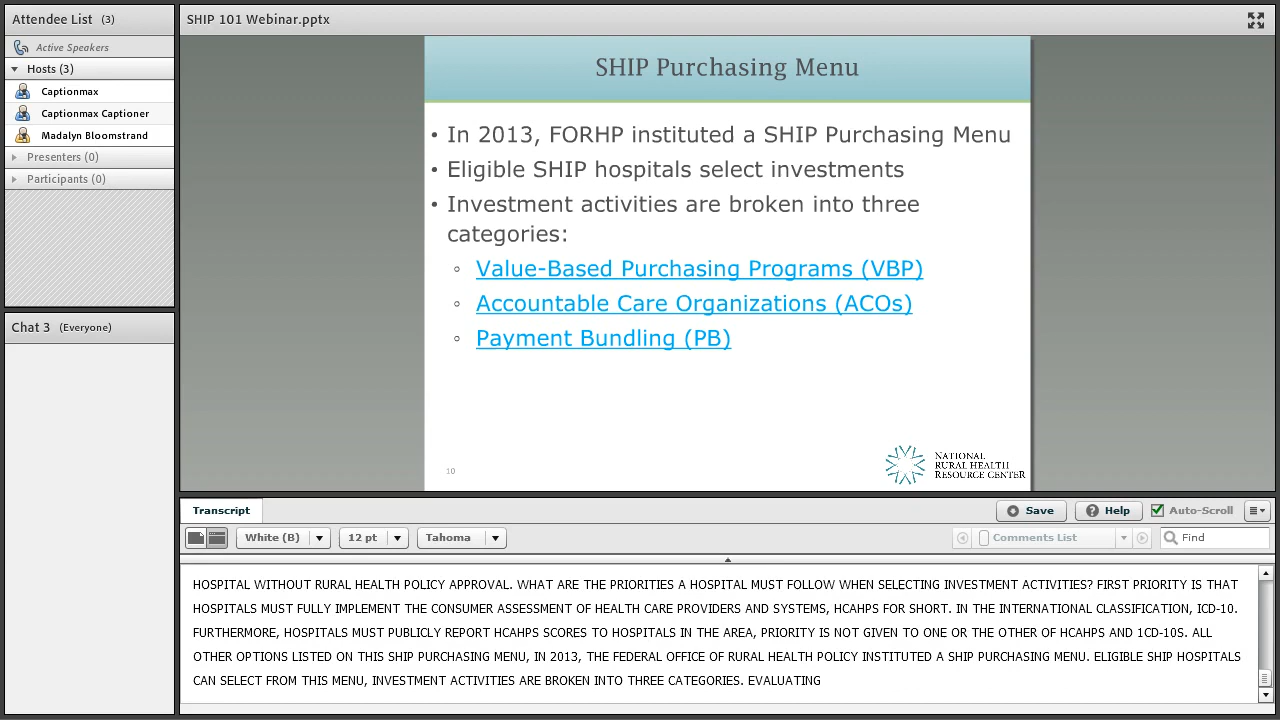 Attendee List (3)
Active Speakers
Hosts (3)
Captionmax
Captionmax Captioner
Madalyn Bloomstrand
Presenters (0)
Participants (0)
Chat 3 (Everyone)
SHIP 101 Webinar.pptx
SHIP Purchasing Menu
• In 2013, FORHP instituted a SHIP Purchasing Menu
• Eligible SHIP hospitals select investments
• Investment activities are broken into three
categories:
◦ Value-Based Purchasing Programs (VBP)
◦ Accountable Care Organizations (ACOs)
◦ Payment Bundling (PB)
10
NATIONAL
RURAL HEALTH
RESOURCE CENTER
Transcript
Save
Help
Auto-Scroll
White (B)
12 pt
Tahoma
Comments List
Find
HOSPITAL WITHOUT RURAL HEALTH POLICY APPROVAL. WHAT ARE THE PRIORITIES A HOSPITAL MUST FOLLOW WHEN SELECTING INVESTMENT ACTIVITIES? FIRST PRIORITY IS THAT
HOSPITALS MUST FULLY IMPLEMENT THE CONSUMER ASSESSMENT OF HEALTH CARE PROVIDERS AND SYSTEMS, HCAHPS FOR SHORT. IN THE INTERNATIONAL CLASSIFICATION, ICD-10.
FURTHERMORE, HOSPITALS MUST PUBLICLY REPORT HCAHPS SCORES TO HOSPITALS IN THE AREA, PRIORITY IS NOT GIVEN TO ONE OR THE OTHER OF HCAHPS AND 1CD-10S. ALL
OTHER OPTIONS LISTED ON THIS SHIP PURCHASING MENU, IN 2013, THE FEDERAL OFFICE OF RURAL HEALTH POLICY INSTITUTED A SHIP PURCHASING MENU. ELIGIBLE SHIP HOSPITALS
CAN SELECT FROM THIS MENU, INVESTMENT ACTIVITIES ARE BROKEN INTO THREE CATEGORIES. EVALUATING